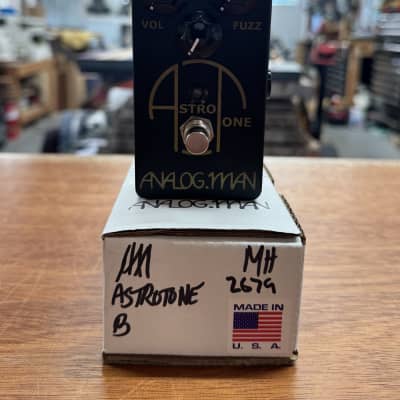 VOL FUZZ
ASTRO
TONE
ANALOG.MAN
ANALOG.MAN
AM MH
ASTROTONE 2679
B
MADE IN
U.S.A.